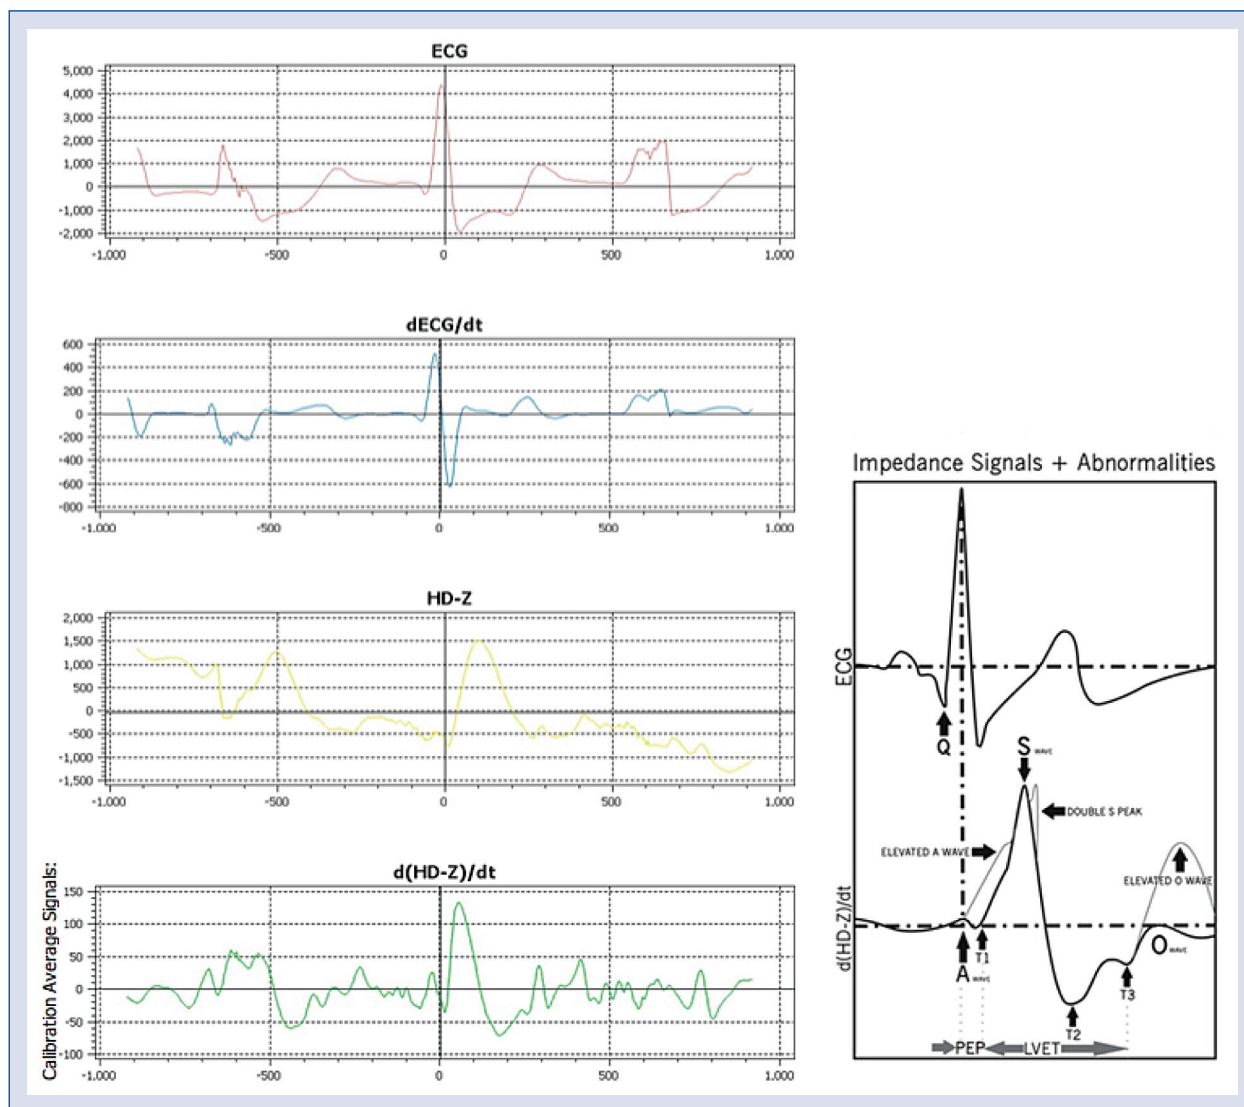 ECG
5,000
4,000
3,000
2,000
1,000
0
-1,000
-2,000
-1.000 -500 0 500 1.000
dECG/dt
600
400
200
0
-200
-400
-600
-800
-1.000 -500 0 500 1.000
HD-Z
2,000
1,500
1,000
500
0
-500
-1,000
-1,500
-1.000 -500 0 500 1.000
Calibration Average Signals:
d(HD-Z)/dt
150
100
50
0
-50
-100
-1.000 -500 0 500 1.000
Impedance Signals + Abnormalities
ECG
Q
S WAVE
DOUBLE S PEAK
ELEVATED A WAVE
ELEVATED O WAVE
d(HD-Z)/dt
T1
A WAVE
O WAVE
T3
T2
PEP LVET